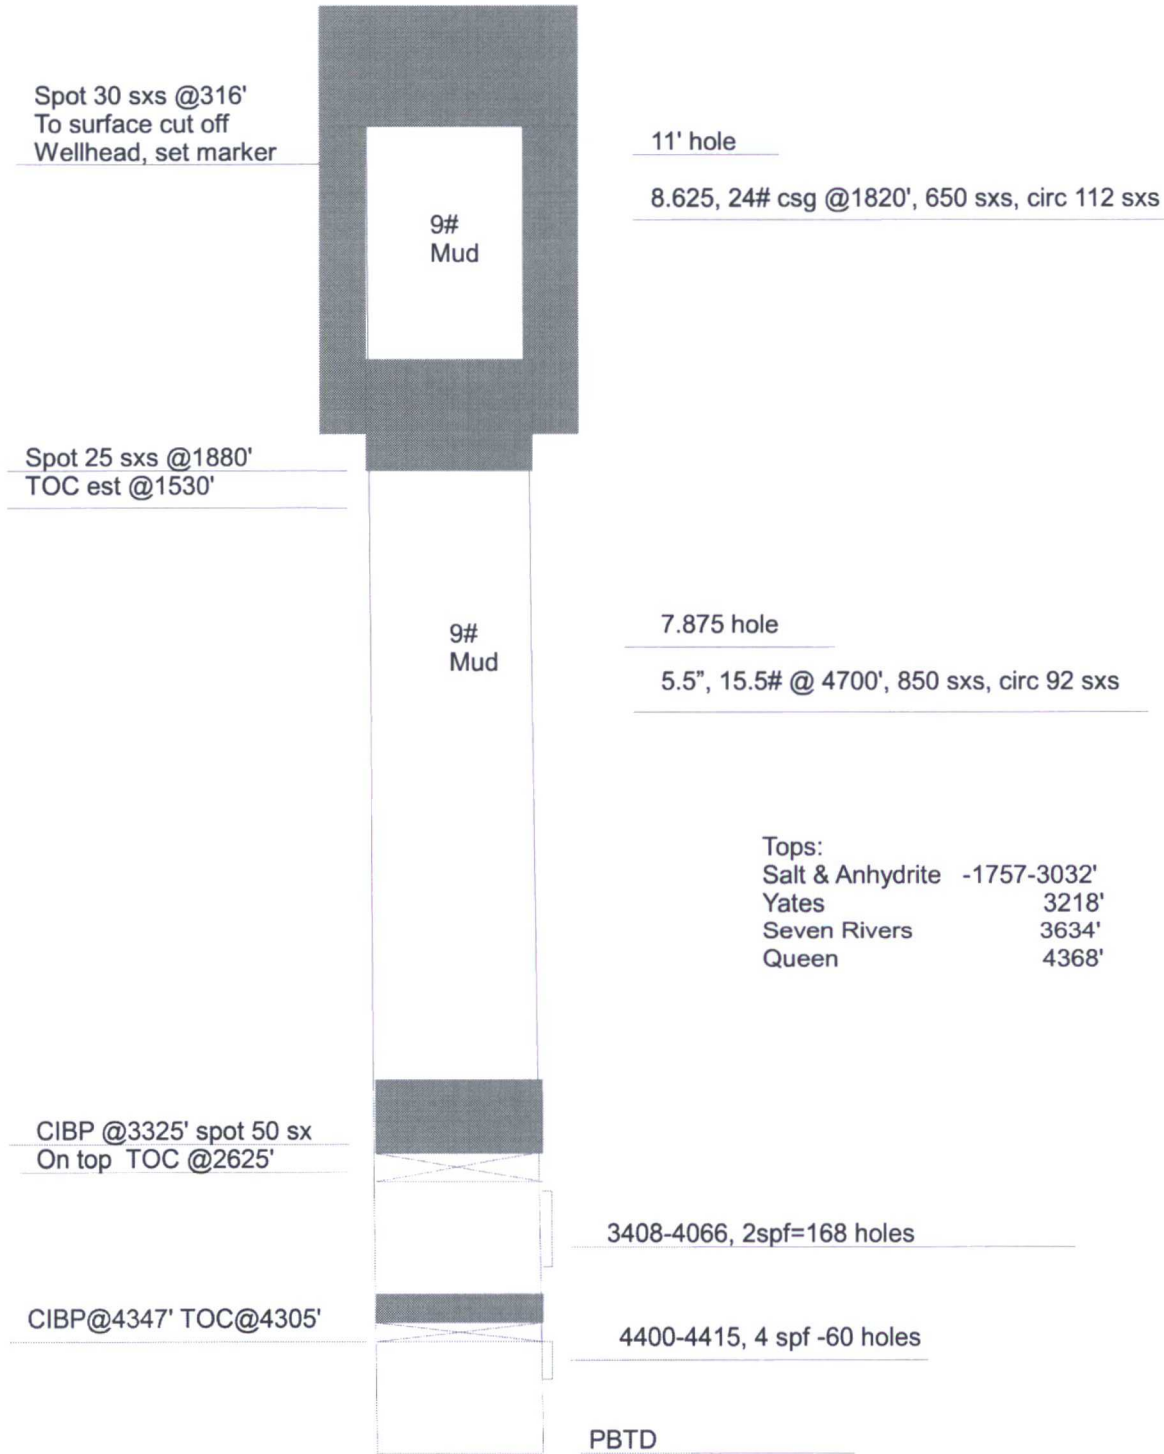 Spot 30 sxs @316'
To surface cut off
Wellhead, set marker
11' hole
8.625, 24# csg @1820', 650 sxs, circ 112 sxs
9#
Mud
Spot 25 sxs @1880'
TOC est @1530'
9#
Mud
7.875 hole
5.5”, 15.5# @ 4700', 850 sxs, circ 92 sxs
Tops:
Salt & Anhydrite -1757-3032'
Yates 3218'
Seven Rivers 3634'
Queen 4368'
CIBP @3325' spot 50 sx
On top TOC @2625'
3408-4066, 2spf=168 holes
CIBP@4347' TOC@4305'
4400-4415, 4 spf -60 holes
PBTD